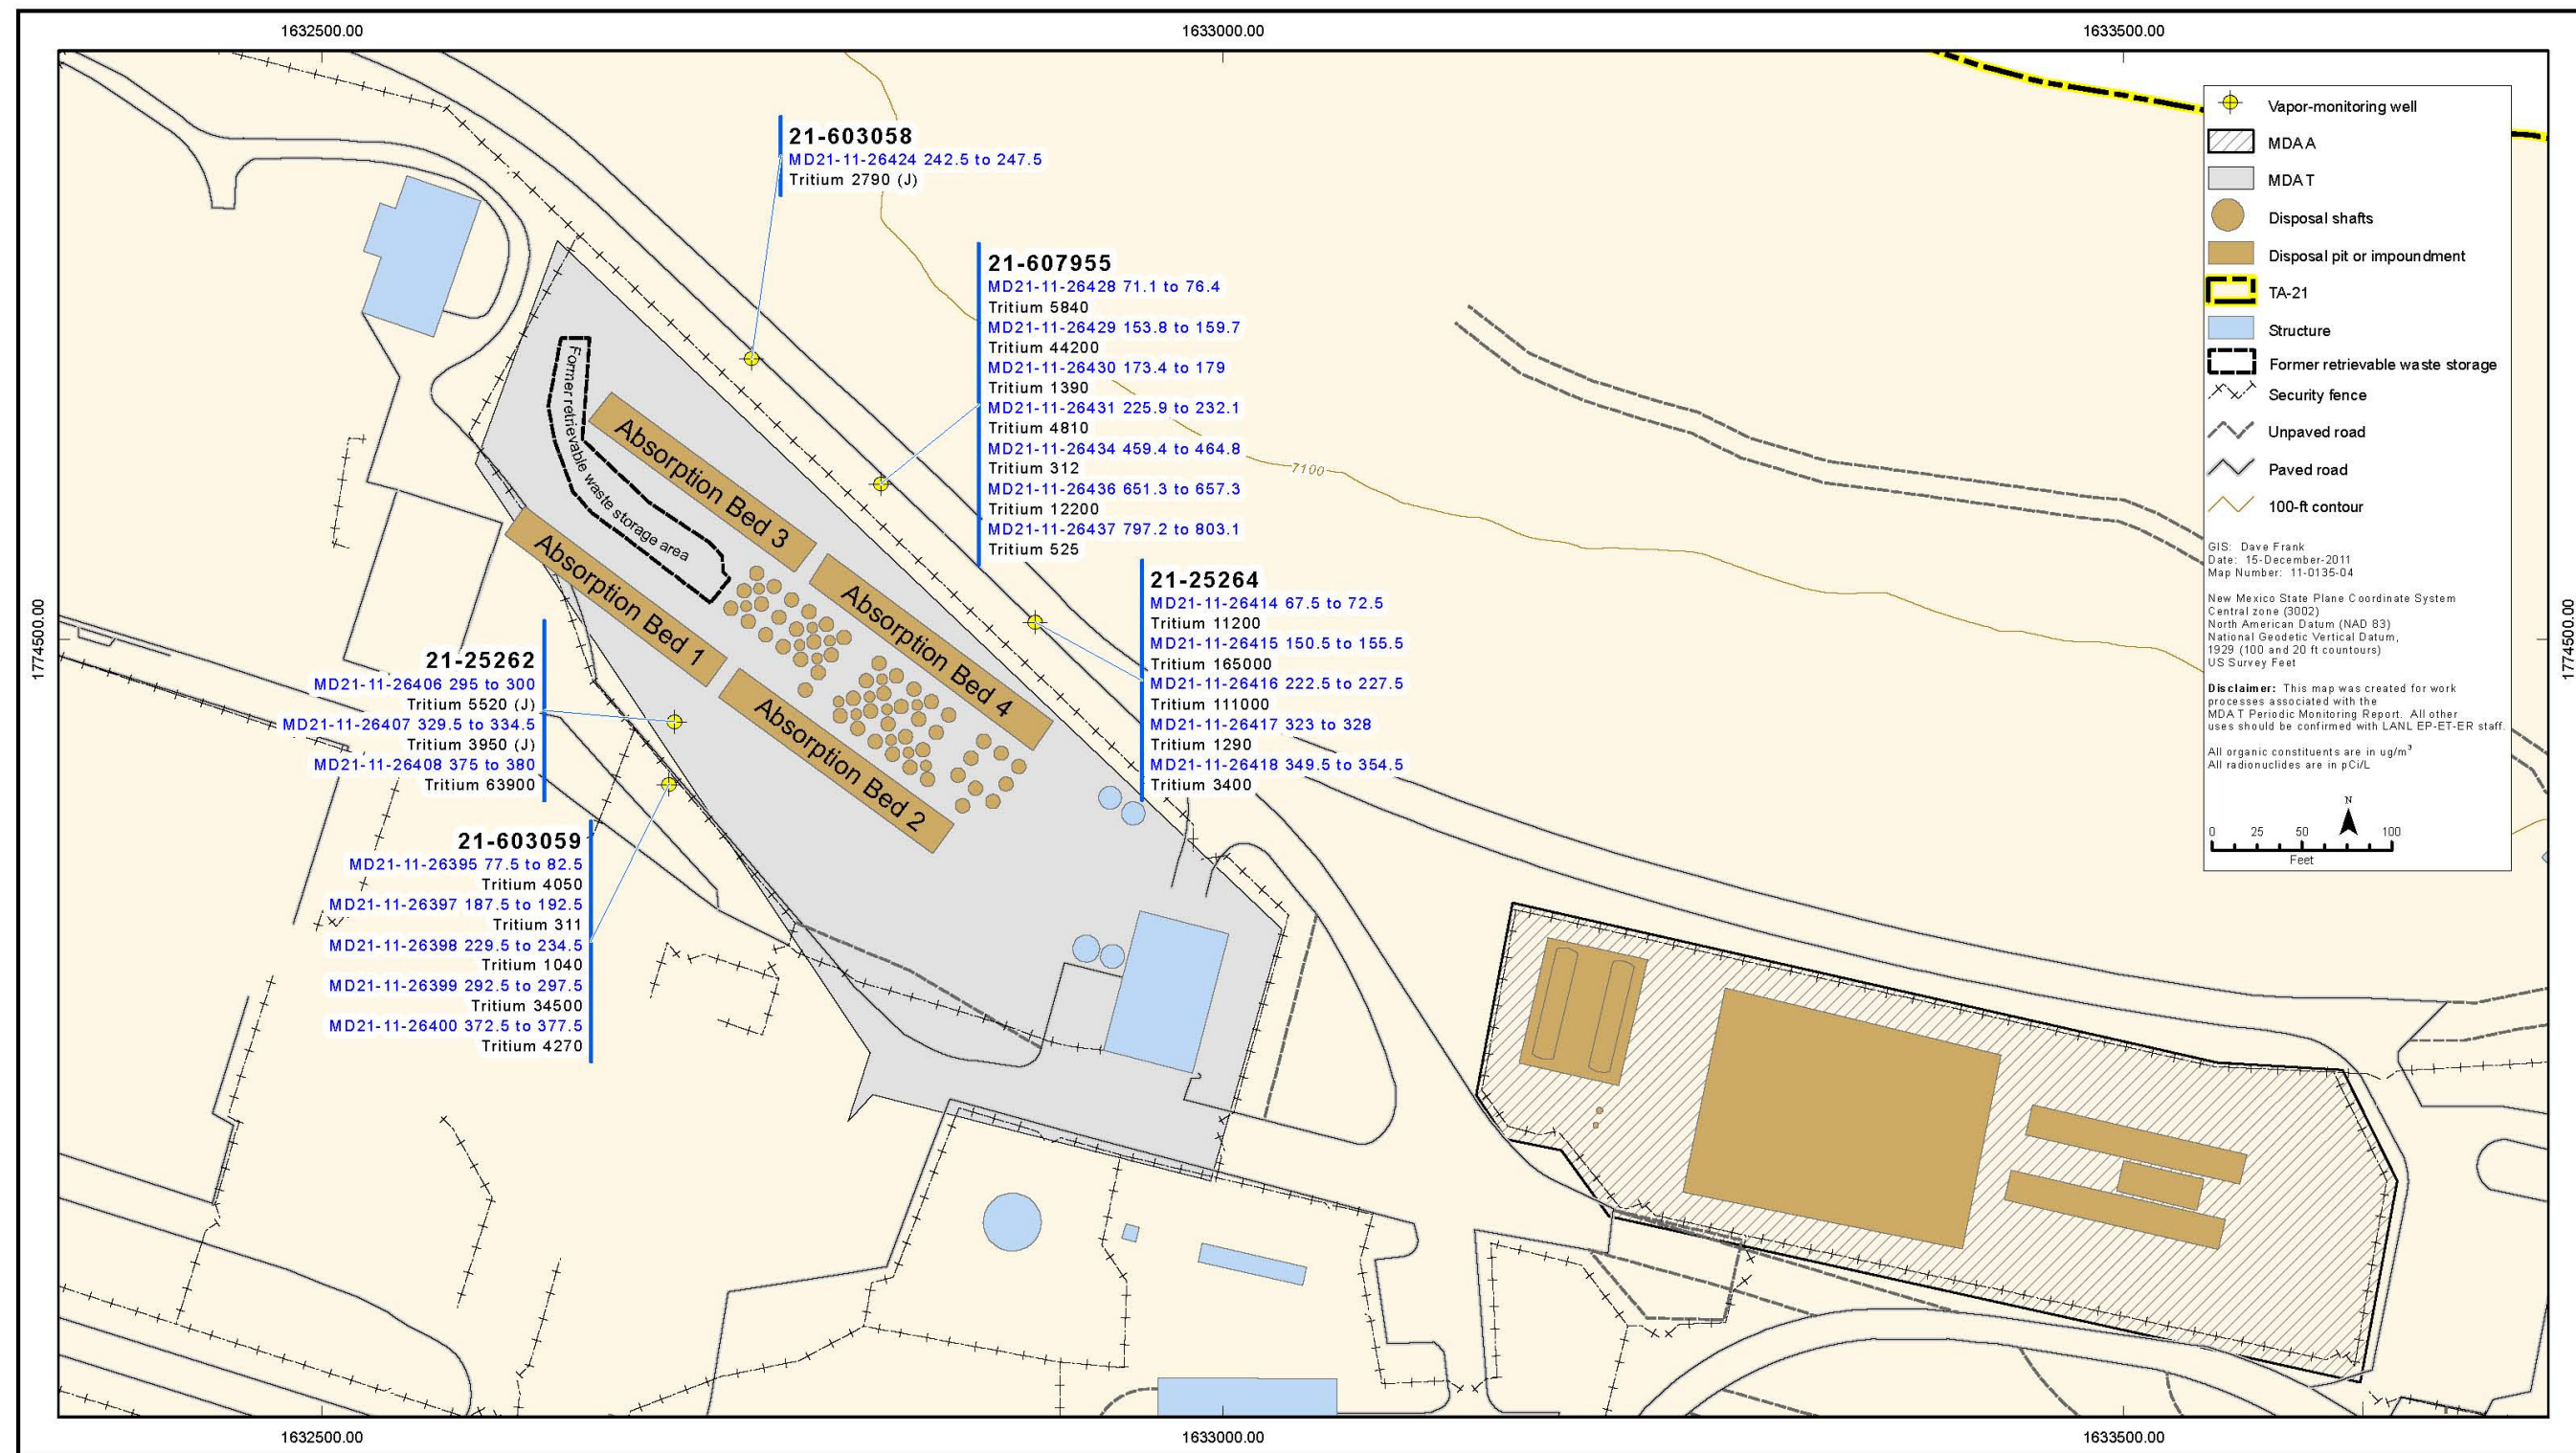 1632500.00
1633000.00
1633500.00
1774500.00
1774500.00
21-603058
MD21-11-26424 242.5 to 247.5
Tritium 2790 (J)
21-607955
MD21-11-26428 71.1 to 76.4
Tritium 5840
MD21-11-26429 153.8 to 159.7
Tritium 44200
MD21-11-26430 173.4 to 179
Tritium 1390
MD21-11-26431 225.9 to 232.1
Tritium 4810
MD21-11-26434 459.4 to 464.8
Tritium 312
MD21-11-26436 651.3 to 657.3
Tritium 12200
MD21-11-26437 797.2 to 803.1
Tritium 525
7100
21-25264
MD21-11-26414 67.5 to 72.5
Tritium 11200
MD21-11-26415 150.5 to 155.5
Tritium 165000
MD21-11-26416 222.5 to 227.5
Tritium 111000
MD21-11-26417 323 to 328
Tritium 1290
MD21-11-26418 349.5 to 354.5
Tritium 3400
Former retrievable waste storage area
Absorption Bed 3
Absorption Bed 1
Absorption Bed 4
Absorption Bed 2
21-25262
MD21-11-26406 295 to 300
Tritium 5520 (J)
MD21-11-26407 329.5 to 334.5
Tritium 3950 (J)
MD21-11-26408 375 to 380
Tritium 63900
21-603059
MD21-11-26395 77.5 to 82.5
Tritium 4050
MD21-11-26397 187.5 to 192.5
Tritium 311
MD21-11-26398 229.5 to 234.5
Tritium 1040
MD21-11-26399 292.5 to 297.5
Tritium 34500
MD21-11-26400 372.5 to 377.5
Tritium 4270
Vapor-monitoring well
MDA A
MDA T
Disposal shafts
Disposal pit or impoundment
TA-21
Structure
Former retrievable waste storage
Security fence
Unpaved road
Paved road
100-ft contour
GIS: Dave Frank
Date: 15-December-2011
Map Number: 11-0135-04
New Mexico State Plane Coordinate System
Central zone (3002)
North American Datum (NAD 83)
National Geodetic Vertical Datum,
1929 (100 and 20 ft countours)
US Survey Feet
Disclaimer: This map was created for work
processes associated with the
MDA T Periodic Monitoring Report. All other
uses should be confirmed with LANL EP-ET-ER staff.
All organic constituents are in ug/m³
All radionuclides are in pCi/L
N
0 25 50 100
Feet
1632500.00
1633000.00
1633500.00